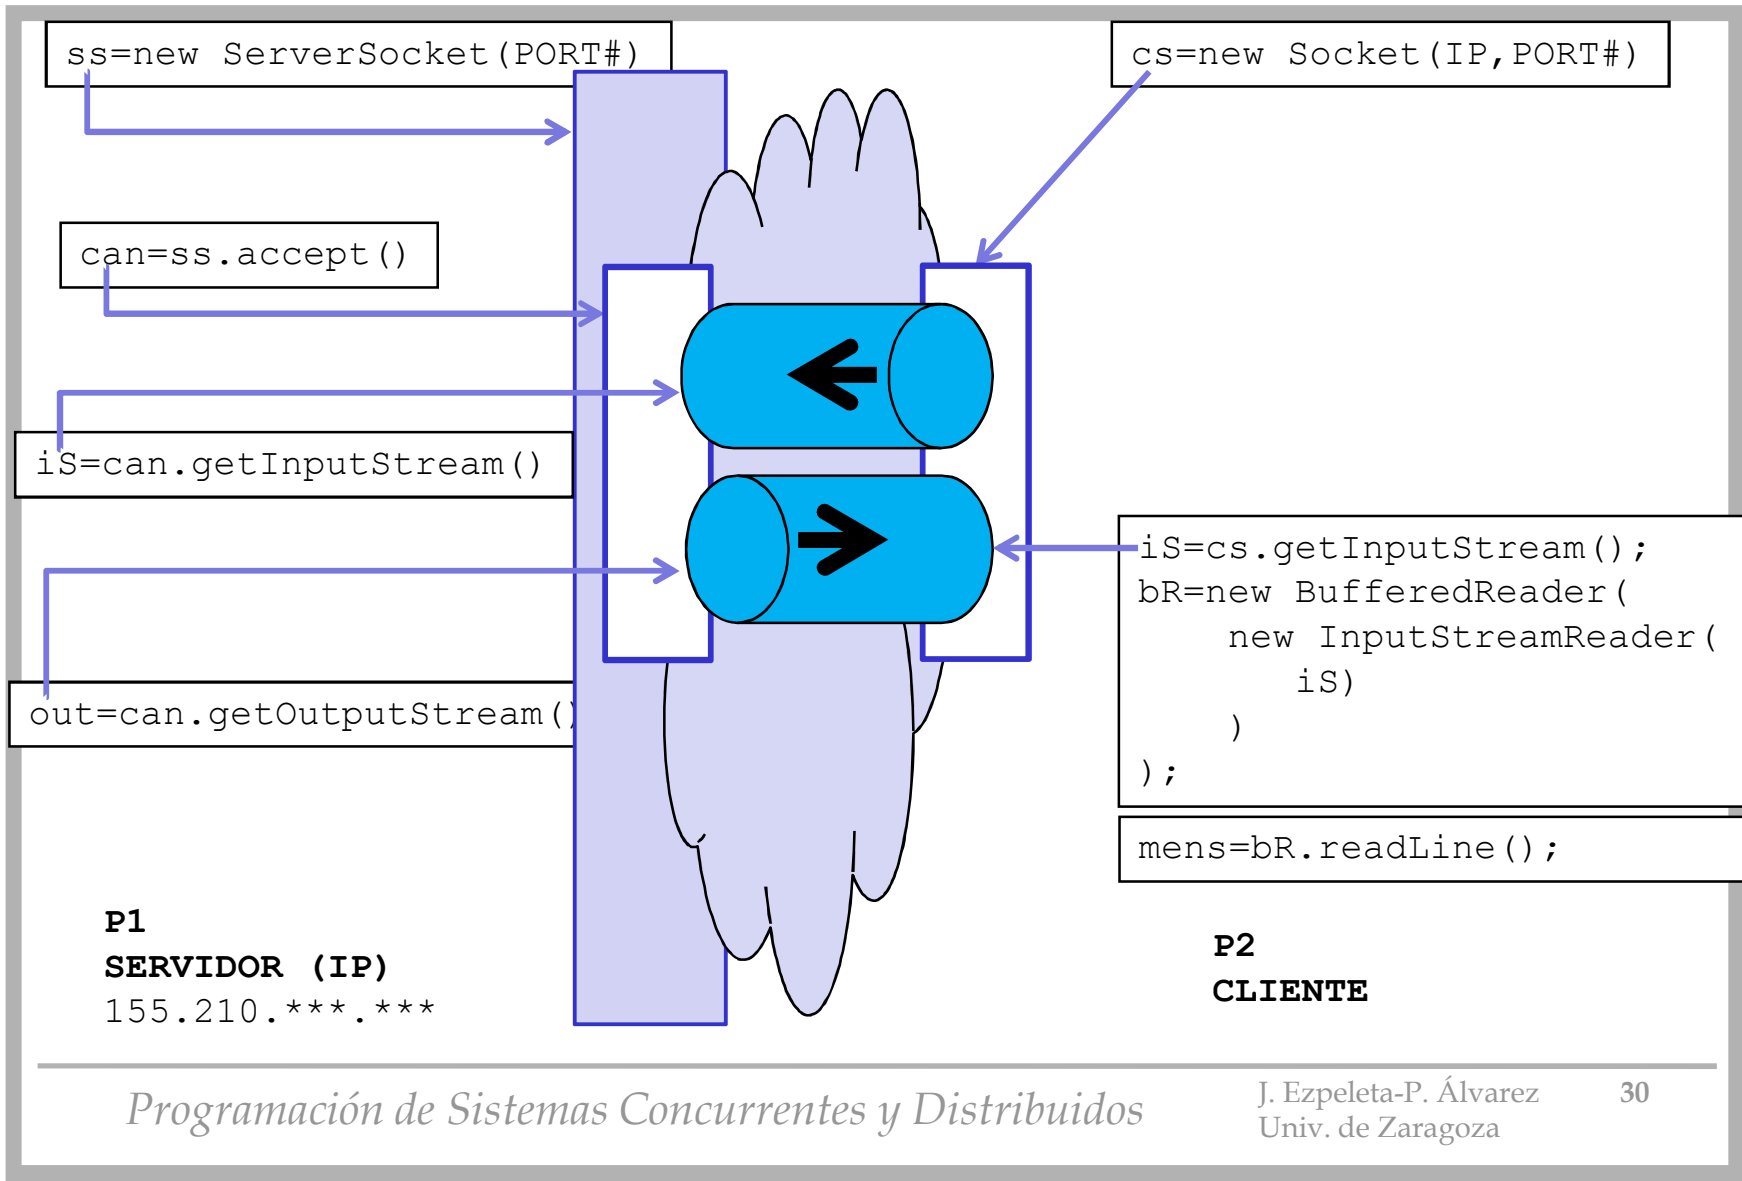 ss=new ServerSocket(PORT#)
cs=new Socket(IP,PORT#)
can=ss.accept()
iS=can.getInputStream()
out=can.getOutputStream()
iS=cs.getInputStream();
bR=new BufferedReader(
new InputStreamReader(
iS)
)
);
mens=bR.readLine();
P1
SERVIDOR (IP)
155.210.***.***
P2
CLIENTE
Programación de Sistemas Concurrentes y Distribuidos
J. Ezpeleta-P. Álvarez
Univ. de Zaragoza
30